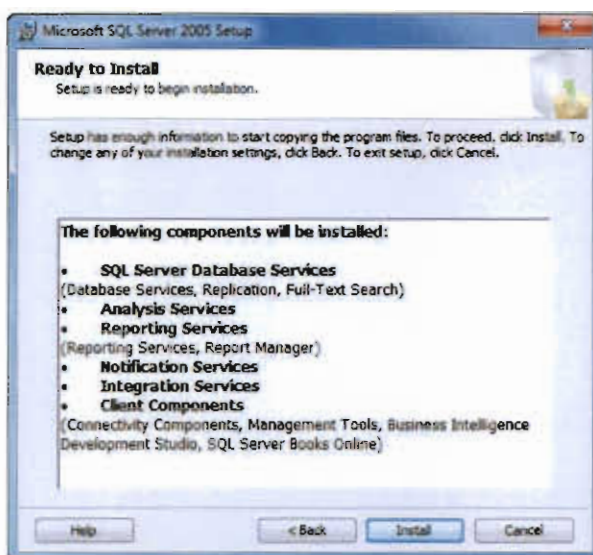 Microsoft SQL Server 2005 Setup
Ready to Install
Setup is ready to begin installation.
Setup has enough information to start copying the program files. To proceed, click Install. To
change any of your installation settings, click Back. To exit setup, click Cancel.
The following components will be installed:
• SQL Server Database Services
(Database Services, Replication, Full-Text Search)
• Analysis Services
• Reporting Services
(Reporting Services, Report Manager)
• Notification Services
• Integration Services
• Client Components
(Connectivity Components, Management Tools, Business Intelligence
Development Studio, SQL Server Books Online)
Help
< Back
Install
Cancel